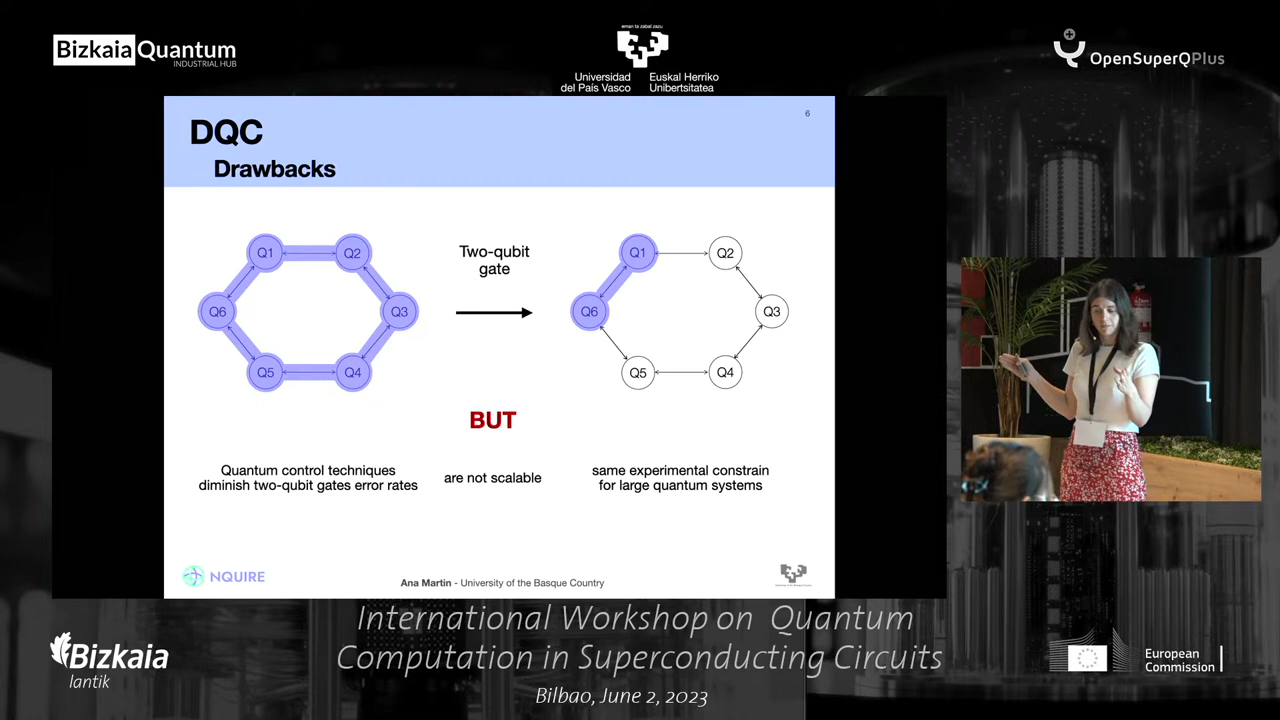 Bizkaia Quantum
INDUSTRIAL HUB
eman ta zabal zazu
Universidad
del País Vasco
Euskal Herriko
Unibertsitatea
OpenSuperQPlus
6
DQC
Drawbacks
Q1
Q2
Q6
Q3
Q5
Q4
Two-qubit
gate
Q1
Q2
Q6
Q3
Q5
Q4
BUT
Quantum control techniques
diminish two-qubit gates error rates
are not scalable
same experimental constrain
for large quantum systems
NQUIRE
Ana Martin - University of the Basque Country
International Workshop on Quantum
Computation in Superconducting Circuits
Bilbao, June 2, 2023
Bizkaia
lantik
European
Commission